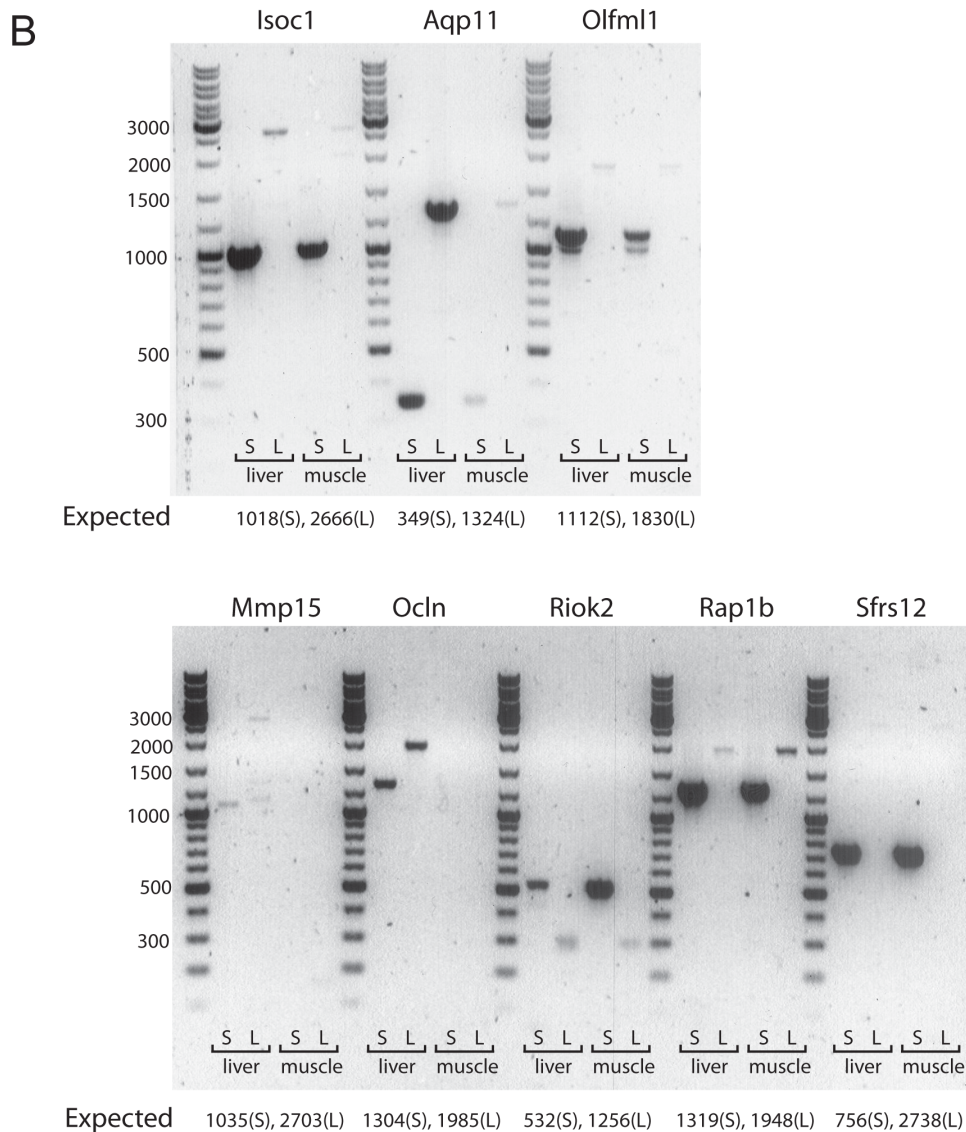 B
Isoc1 Aqp11 Olfml1
3000
2000
1500
1000
500
300
S L S L S L S L S L S L
liver muscle liver muscle liver muscle
Expected 1018(S), 2666(L) 349(S), 1324(L) 1112(S), 1830(L)
Mmp15 Ocln Riok2 Rap1b Sfrs12
3000
2000
1500
1000
500
300
S L S L S L S L S L S L S L S L S L S L
liver muscle liver muscle liver muscle liver muscle liver muscle
Expected 1035(S), 2703(L) 1304(S), 1985(L) 532(S), 1256(L) 1319(S), 1948(L) 756(S), 2738(L)